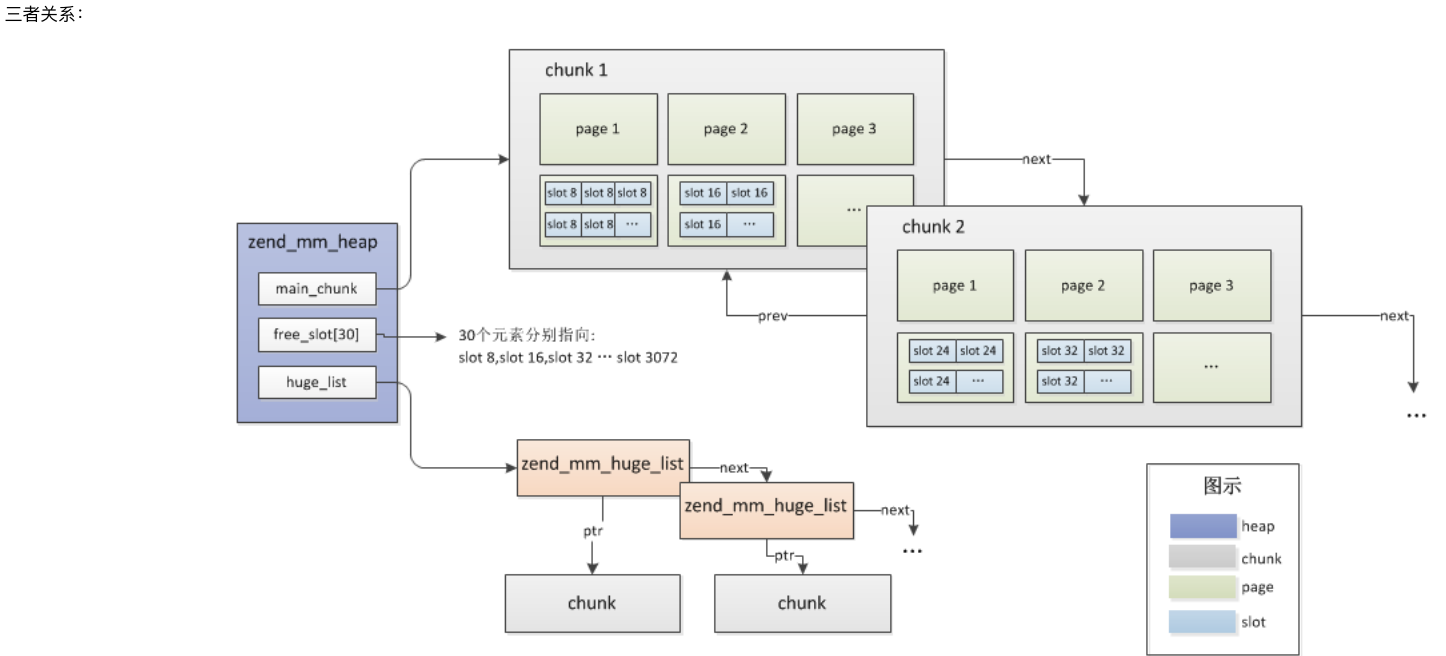 三者关系：
chunk 1
page 1
page 2
page 3
slot 8 slot 8 slot 8
slot 8 slot 8 ···
slot 16 slot 16
slot 16 ···
···
next
chunk 2
page 1
page 2
page 3
slot 24 slot 24
slot 24 ···
slot 32 slot 32
slot 32 ···
···
prev
next
···
zend_mm_heap
main_chunk
free_slot[30]
huge_list
30个元素分别指向:
slot 8,slot 16,slot 32 ··· slot 3072
zend_mm_huge_list
next
zend_mm_huge_list
next
···
ptr
ptr
chunk
chunk
图示
heap
chunk
page
slot